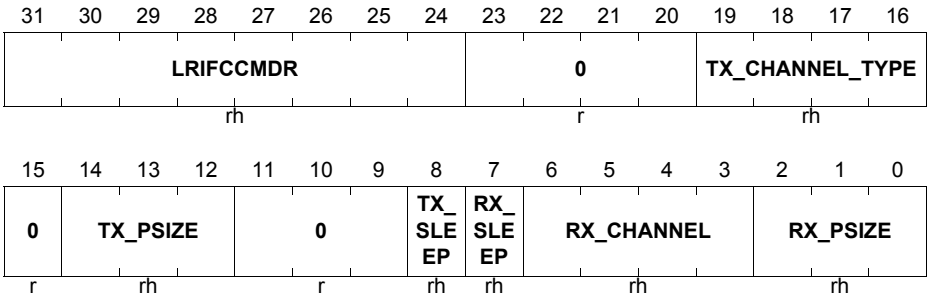 31 30 29 28 27 26 25 24 23 22 21 20 19 18 17 16
LRIFCCMDR 0 TX_CHANNEL_TYPE
rh r rh
15 14 13 12 11 10 9 8 7 6 5 4 3 2 1 0
0 TX_PSIZE 0 TX_ SLE EP RX_ SLE EP RX_CHANNEL RX_PSIZE
r rh r rh rh rh rh